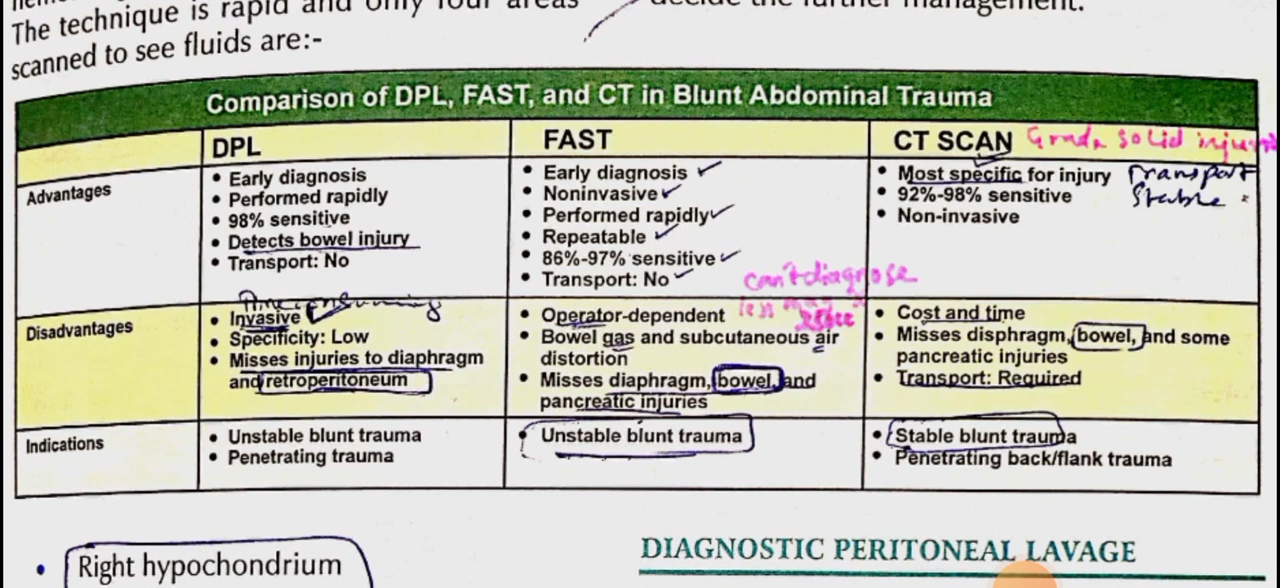 The technique is rapid and only four areas
decide the further management.
scanned to see fluids are:-
Comparison of DPL, FAST, and CT in Blunt Abdominal Trauma
DPL
FAST
CT SCAN Grade solid
Advantages
• Early diagnosis
• Performed rapidly
• 98% sensitive
• Detects bowel injury
• Transport: No
• Early diagnosis
• Noninvasive
• Performed rapidly
• Repeatable
• 86%-97% sensitive
• Transport: No
can't diagnose
less
• Most specific for injury Transport
• 92%-98% sensitive Stable
• Non-invasive
Disadvantages
Time consuming
• Invasive
• Specificity: Low
• Misses injuries to diaphragm
and retroperitoneum
• Operator-dependent
• Bowel gas and subcutaneous air
distortion
• Misses diaphragm, bowel, and
pancreatic injuries
• Cost and time
• Misses disphragm, bowel, and some
pancreatic injuries
• Transport: Required
Indications
• Unstable blunt trauma
• Penetrating trauma
• Unstable blunt trauma
• Stable blunt trauma
• Penetrating back/flank trauma
• Right hypochondrium
DIAGNOSTIC PERITONEAL LAVAGE